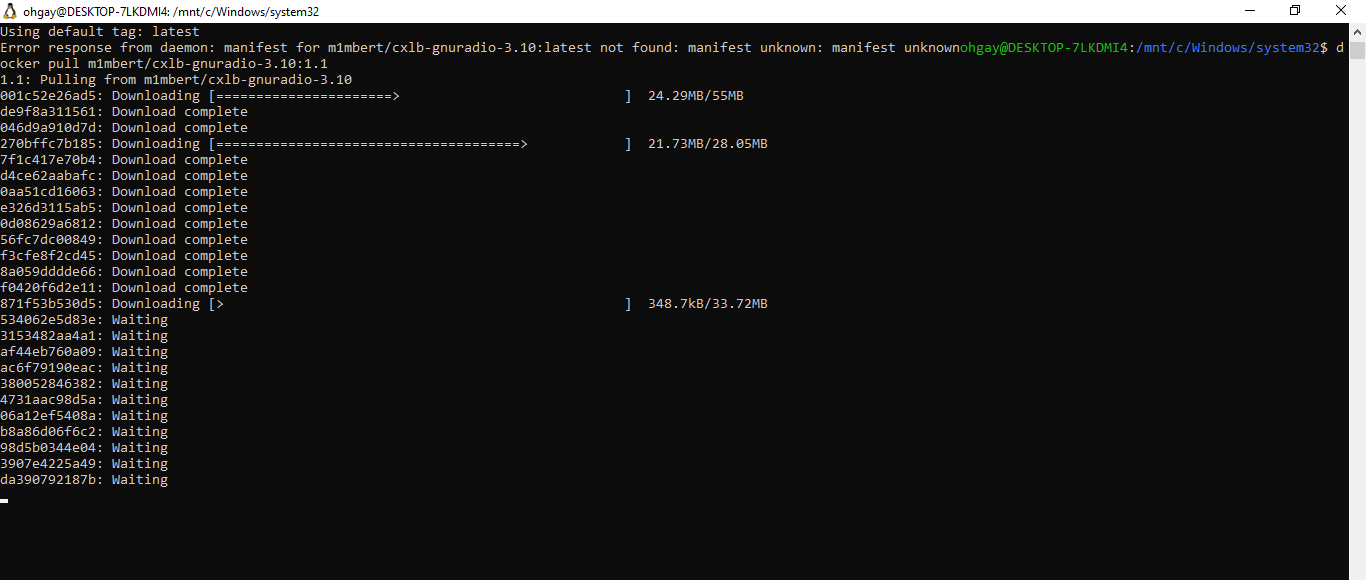 ohgay@DESKTOP-7LKDMI4: /mnt/c/Windows/system32
Using default tag: latest
Error response from daemon: manifest for m1mbert/cxlb-gnuradio-3.10:latest not found: manifest unknown: manifest unknownohgay@DESKTOP-7LKDMI4:/mnt/c/Windows/system32$ d
ocker pull m1mbert/cxlb-gnuradio-3.10:1.1
1.1: Pulling from m1mbert/cxlb-gnuradio-3.10
001c52e26ad5: Downloading [======================>                            ]  24.29MB/55MB
de9f8a311561: Download complete
046d9a910d7d: Download complete
270bffc7b185: Downloading [======================================>            ]  21.73MB/28.05MB
7f1c417e70b4: Download complete
d4ce62aabafc: Download complete
0aa51cd16063: Download complete
e326d3115ab5: Download complete
0d08629a6812: Download complete
56fc7dc00849: Download complete
f3cfe8f2cd45: Download complete
8a059dddde66: Download complete
f0420f6d2e11: Download complete
871f53b530d5: Downloading [>                                                  ]  348.7kB/33.72MB
534062e5d83e: Waiting
3153482aa4a1: Waiting
af44eb760a09: Waiting
ac6f79190eac: Waiting
380052846382: Waiting
4731aac98d5a: Waiting
06a12ef5408a: Waiting
b8a86d06f6c2: Waiting
98d5b0344e04: Waiting
3907e4225a49: Waiting
da390792187b: Waiting